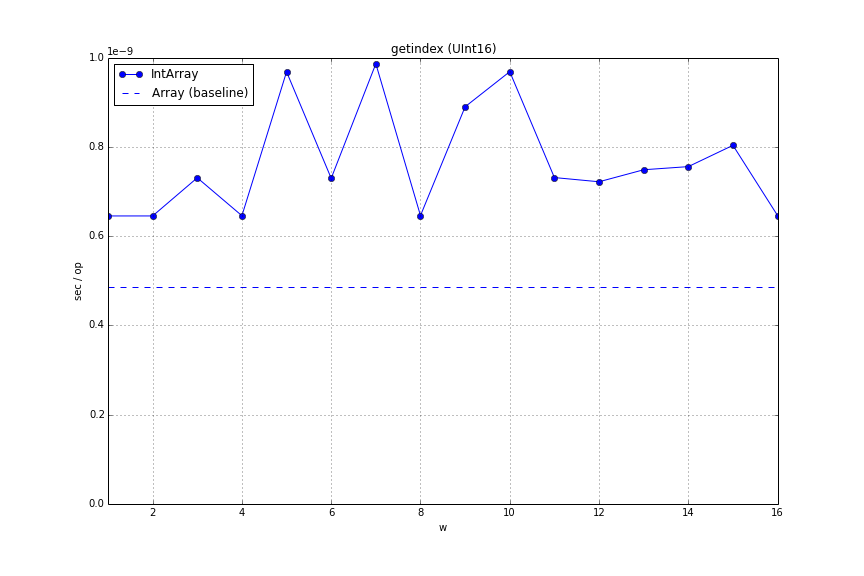 getindex (UInt16)
1e−9
IntArray
Array (baseline)
1.0
0.8
0.6
0.4
0.2
0.0
sec / op
2 4 6 8 10 12 14 16
w